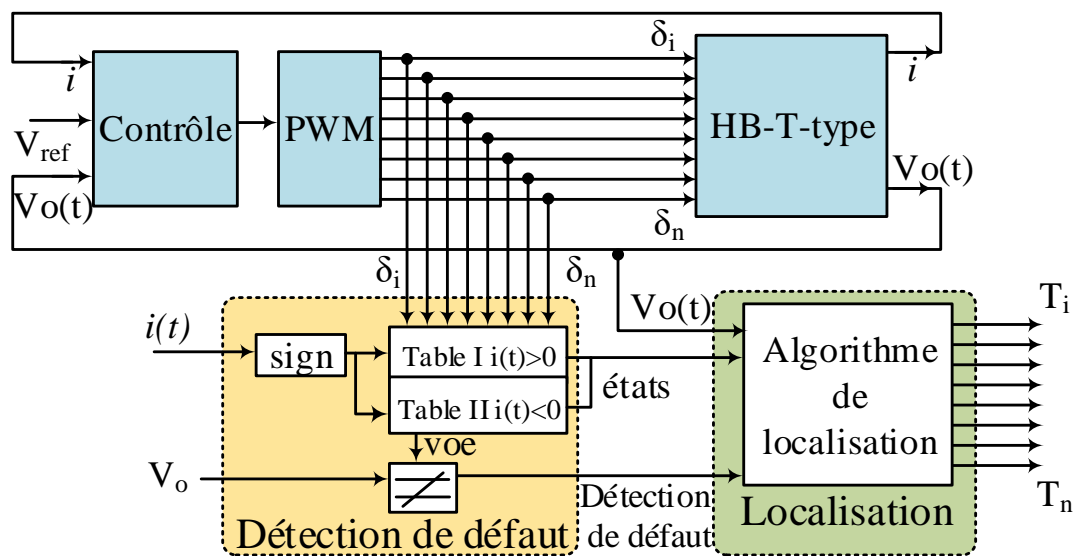 δi
i
Contrôle
PWM
HB-T-type
i
Vref
Vo(t)
Vo(t)
δn
δi
δn
i(t)
sign
Table I i(t)>0
Table II i(t)<0
états
voe
Vo
≠
Détection
de défaut
Détection de défaut
Vo(t)
Algorithme
de
localisation
Localisation
Ti
Tn